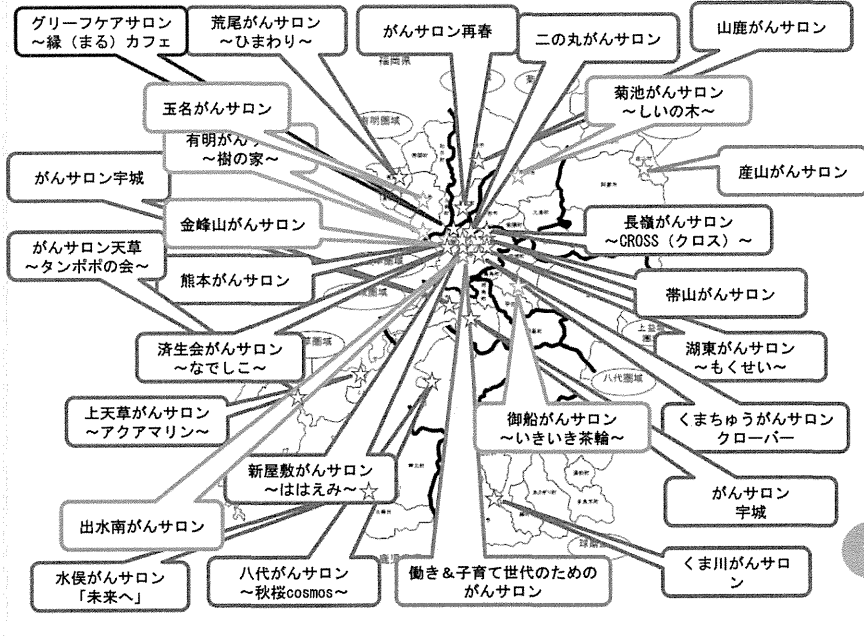 グリーフケアサロン
～縁（まる）カフェ
荒尾がんサロン
～ひまわり～
がんサロン再春
二の丸がんサロン
山鹿がんサロン
福岡県
玉名がんサロン
菊池がんサロン
～しいの木～
有明圏域
有明がん
～樹の家～
がんサロン宇城
産山がんサロン
金峰山がんサロン
長嶺がんサロン
～CROSS（クロス）～
がんサロン天草
～タンポポの会～
熊本がんサロン
帯山がんサロン
済生会がんサロン
～なでしこ～
湖東がんサロン
～もくせい～
八代圏域
上天草がんサロン
～アクアマリン～
御船がんサロン
～いきいき茶輪～
くまちゅうがんサロン
クローバー
新屋敷がんサロン
～ははえみ～
がんサロン
宇城
出水南がんサロン
水俣がんサロン
「未来へ」
八代がんサロン
～秋桜cosmos～
働き＆子育て世代のための
がんサロン
くま川がんサロ
ン